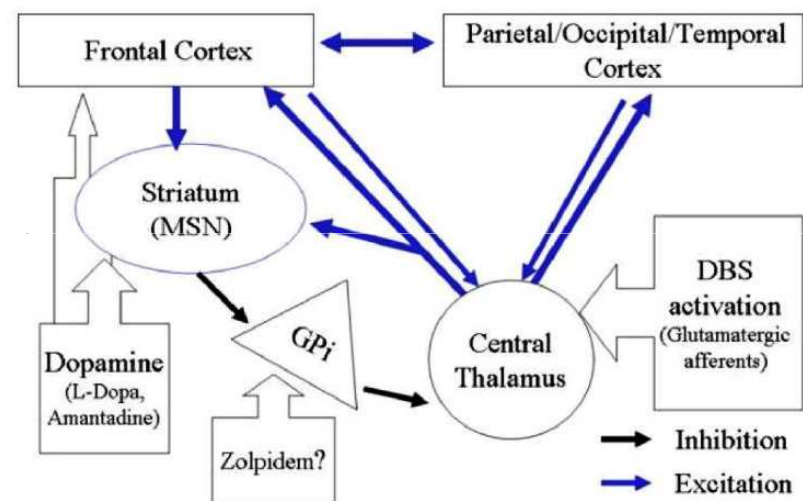 Frontal Cortex
Parietal/Occipital/Temporal
Cortex
Striatum
(MSN)
GPi
Central
Thalamus
DBS
activation
(Glutamatergic
afferents)
Dopamine
(L-Dopa,
Amantadine)
Zolpidem?
Inhibition
Excitation